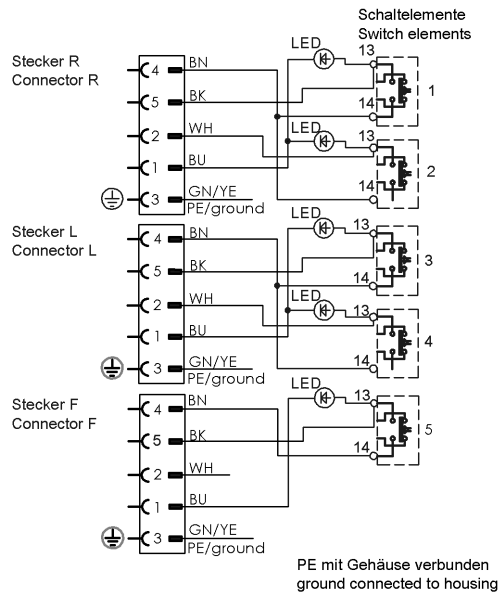 Schaltelemente
Switch elements
Stecker R
Connector R
LED
13
4 BN
1
5 BK
14
2 WH
LED
13
1 BU
2
3 GN/YE
PE/ground
14
Stecker L
Connector L
LED
13
4 BN
3
5 BK
14
2 WH
LED
13
1 BU
4
3 GN/YE
PE/ground
14
Stecker F
Connector F
LED
13
4 BN
5
5 BK
14
2 WH
1 BU
3 GN/YE
PE/ground
PE mit Gehäuse verbunden
ground connected to housing